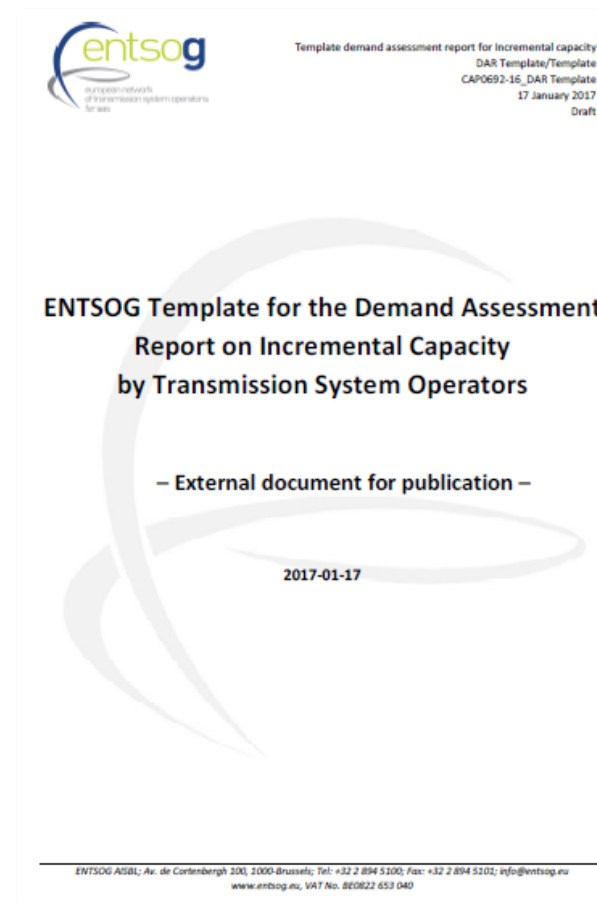 entsog
european network
of transmission system operators
for gas
Template demand assessment report for Incremental capacity
DAR Template/Template
CAP0692-16_DAR Template
17 January 2017
Draft
ENTSOG Template for the Demand Assessment
Report on Incremental Capacity
by Transmission System Operators
– External document for publication –
2017-01-17
ENTSOG AISBL; Av. de Cortenbergh 100, 1000-Brussels; Tel: +32 2 894 5100; Fax: +32 2 894 5101; info@entsog.eu
www.entsog.eu, VAT No. BE0822 653 040